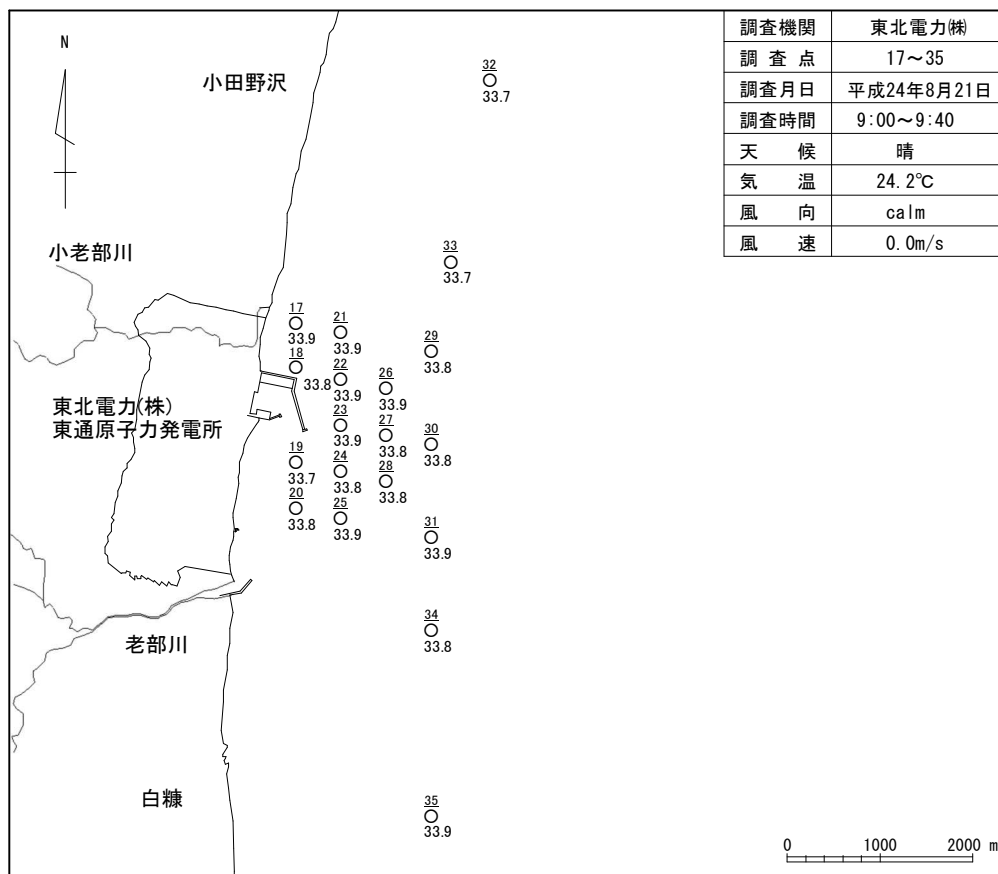 調査機関 東北電力㈱
調査点 17～35
調査月日 平成24年8月21日
調査時間 9:00～9:40
天候 晴
気温 24.2℃
風向 calm
風速 0.0m/s
N
小田野沢
32
33.7
小老部川
33
33.7
17
33.9
21
33.9
18
33.8
29
33.8
22
33.9
26
33.9
東北電力(株)
東通原子力発電所
23
33.9
27
33.8
30
33.8
19
33.7
24
33.8
28
33.8
20
33.8
25
33.9
31
33.9
34
33.8
老部川
白糠
35
33.9
0 1000 2000 m